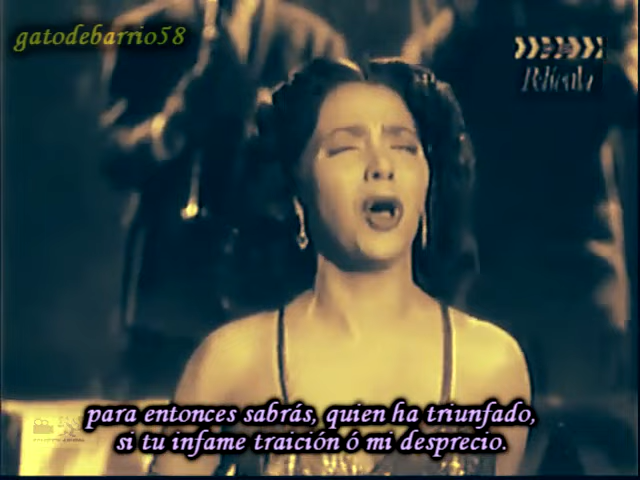 gatodebarrio58
Película
para entonces sabrás, quien ha triunfado,
si tu infame traición ó mi desprecio.